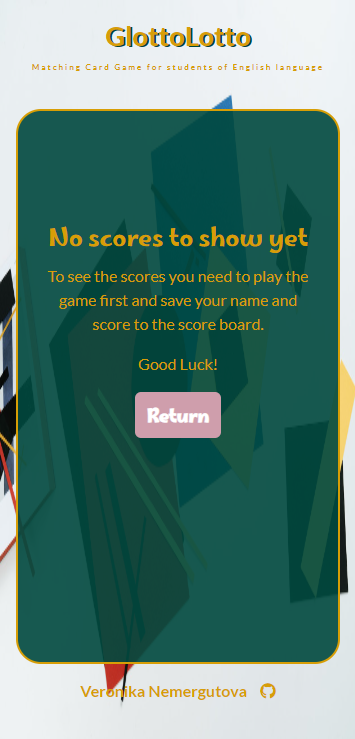 GlottoLotto
Matching Card Game for students of English language
No scores to show yet
To see the scores you need to play the
game first and save your name and
score to the score board.
Good Luck!
Return
Veronika Nemergutova